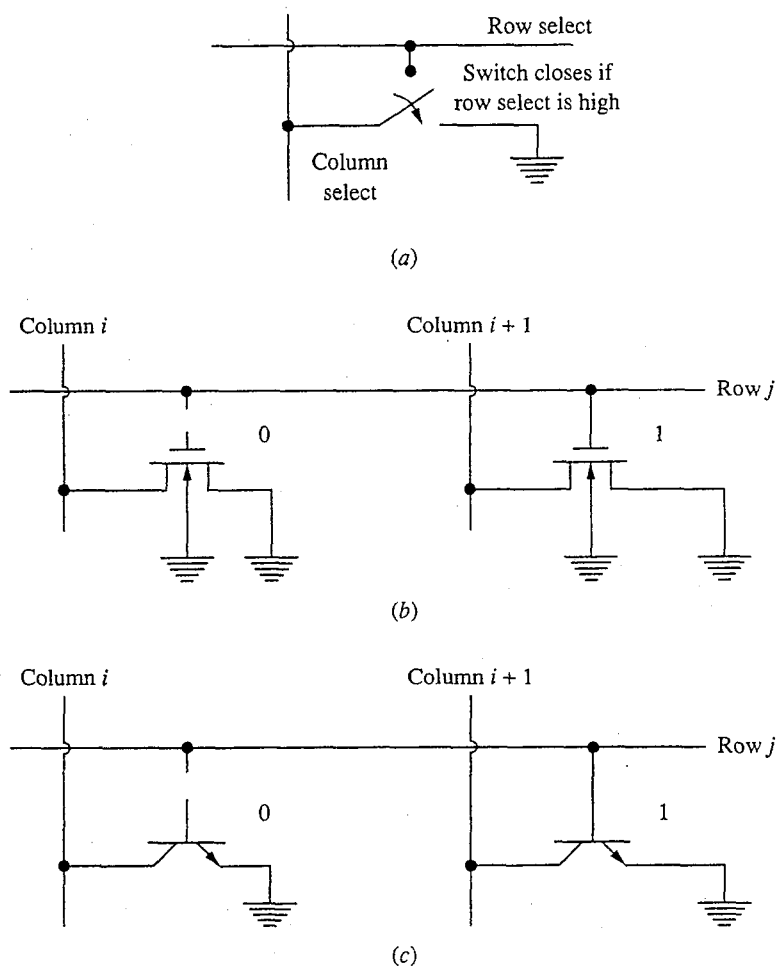 Row select
Switch closes if
row select is high
Column
select
(a)
Column i
Column i + 1
Row j
0
1
(b)
Column i
Column i + 1
Row j
0
1
(c)